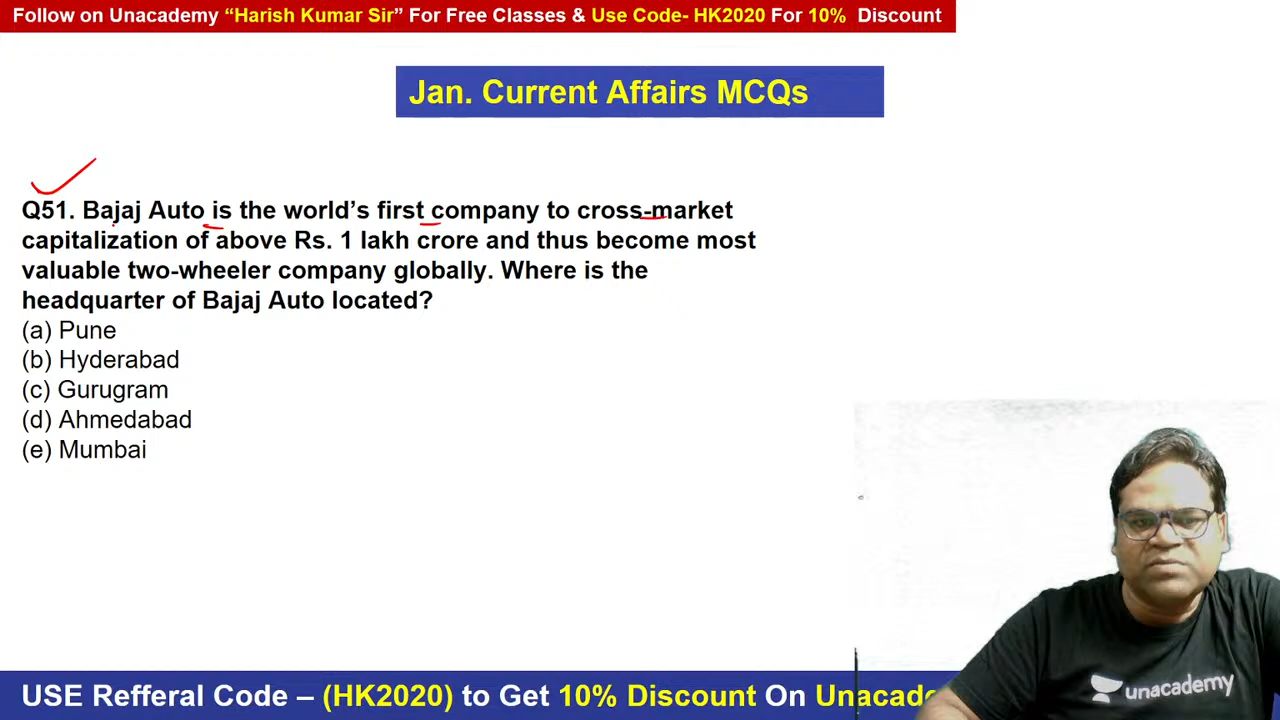 Follow on Unacademy “Harish Kumar Sir” For Free Classes & Use Code- HK2020 For 10% Discount
Jan. Current Affairs MCQs
Q51. Bajaj Auto is the world’s first company to cross-market
capitalization of above Rs. 1 lakh crore and thus become most
valuable two-wheeler company globally. Where is the
headquarter of Bajaj Auto located?
(a) Pune
(b) Hyderabad
(c) Gurugram
(d) Ahmedabad
(e) Mumbai
unacademy
USE Refferal Code – (HK2020) to Get 10% Discount On Unacade